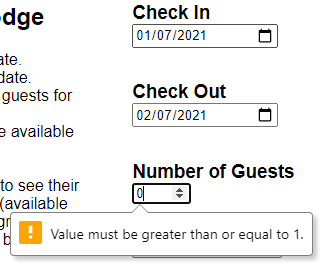 dge
Check In
01/07/2021
ate.
date.
guests for
Check Out
02/07/2021
e available
Number of Guests
to see their
0
(available
Value must be greater than or equal to 1.